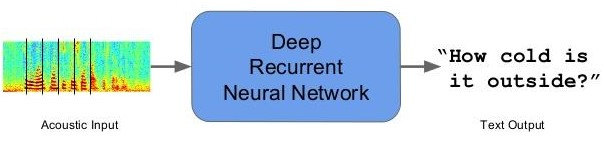 Deep
Recurrent
Neural Network
“How cold is
it outside?”
Acoustic Input
Text Output